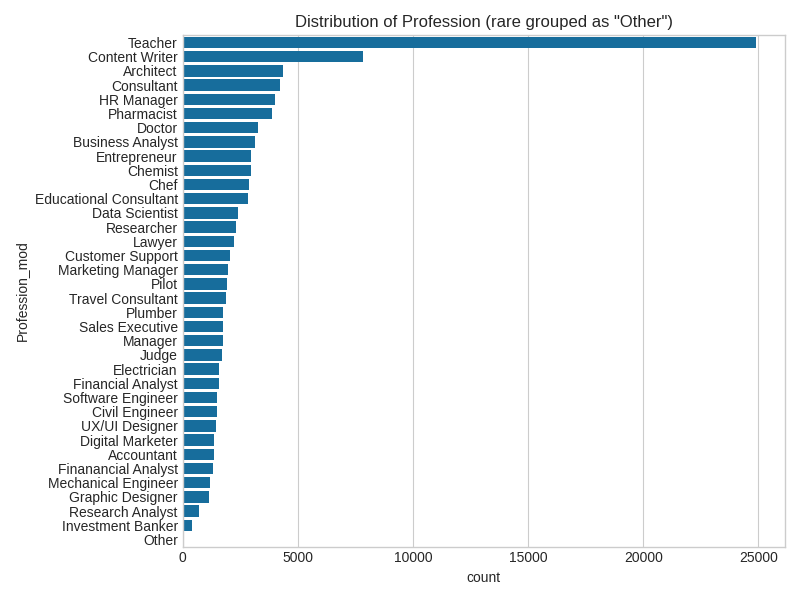 Distribution of Profession (rare grouped as "Other")
Teacher
Content Writer
Architect
Consultant
HR Manager
Pharmacist
Doctor
Business Analyst
Entrepreneur
Chemist
Chef
Educational Consultant
Data Scientist
Researcher
Lawyer
Customer Support
Marketing Manager
Pilot
Travel Consultant
Plumber
Sales Executive
Manager
Judge
Electrician
Financial Analyst
Software Engineer
Civil Engineer
UX/UI Designer
Digital Marketer
Accountant
Finanancial Analyst
Mechanical Engineer
Graphic Designer
Research Analyst
Investment Banker
Other
Profession_mod
0 5000 10000 15000 20000 25000
count